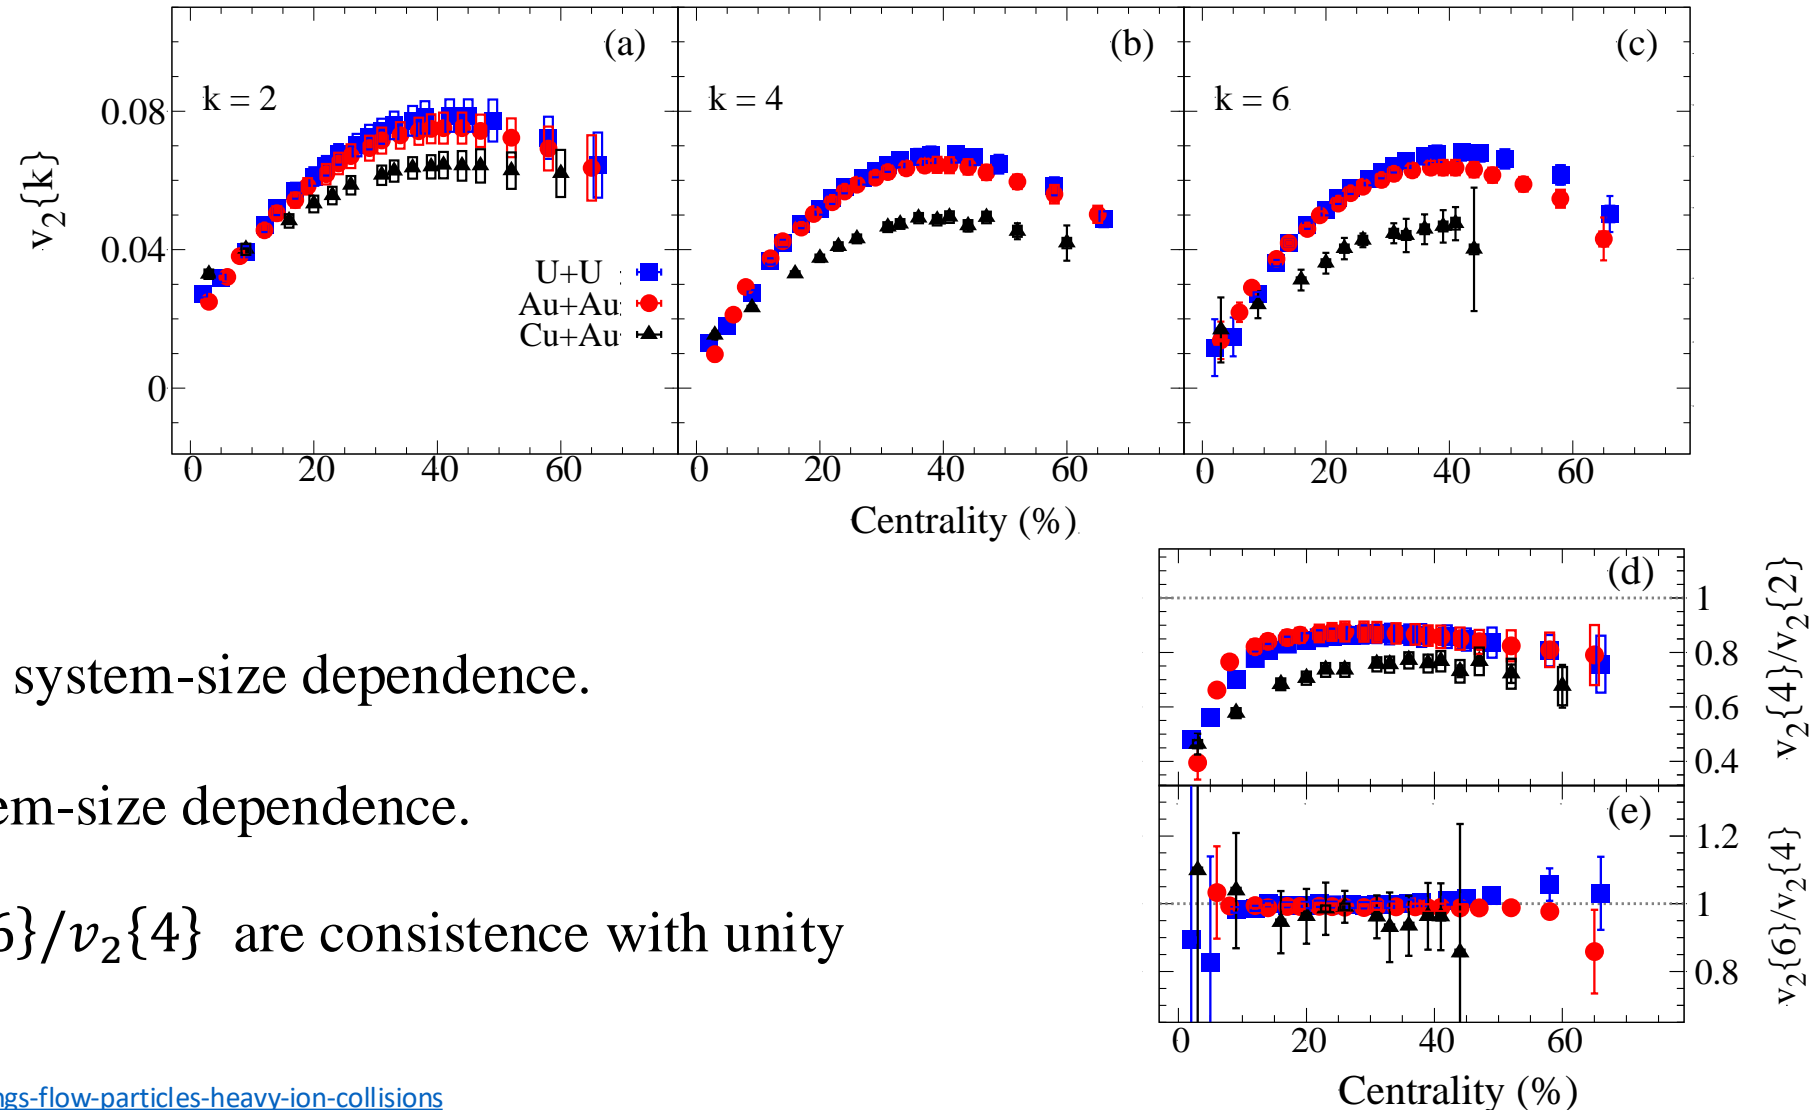 (a)
(b)
(c)
k = 2
k = 4
k = 6
0.08
0.04
0
v₂{k}
U+U
Au+Au
Cu+Au
0 20 40 60
0 20 40 60
0 20 40 60
Centrality (%)
(d)
1
0.8
0.6
0.4
v₂{4}/v₂{2}
(e)
1.2
1
0.8
v₂{6}/v₂{4}
0 20 40 60
Centrality (%)
system-size dependence.
em-size dependence.
6}/v₂{4} are consistence with unity
ngs-flow-particles-heavy-ion-collisions